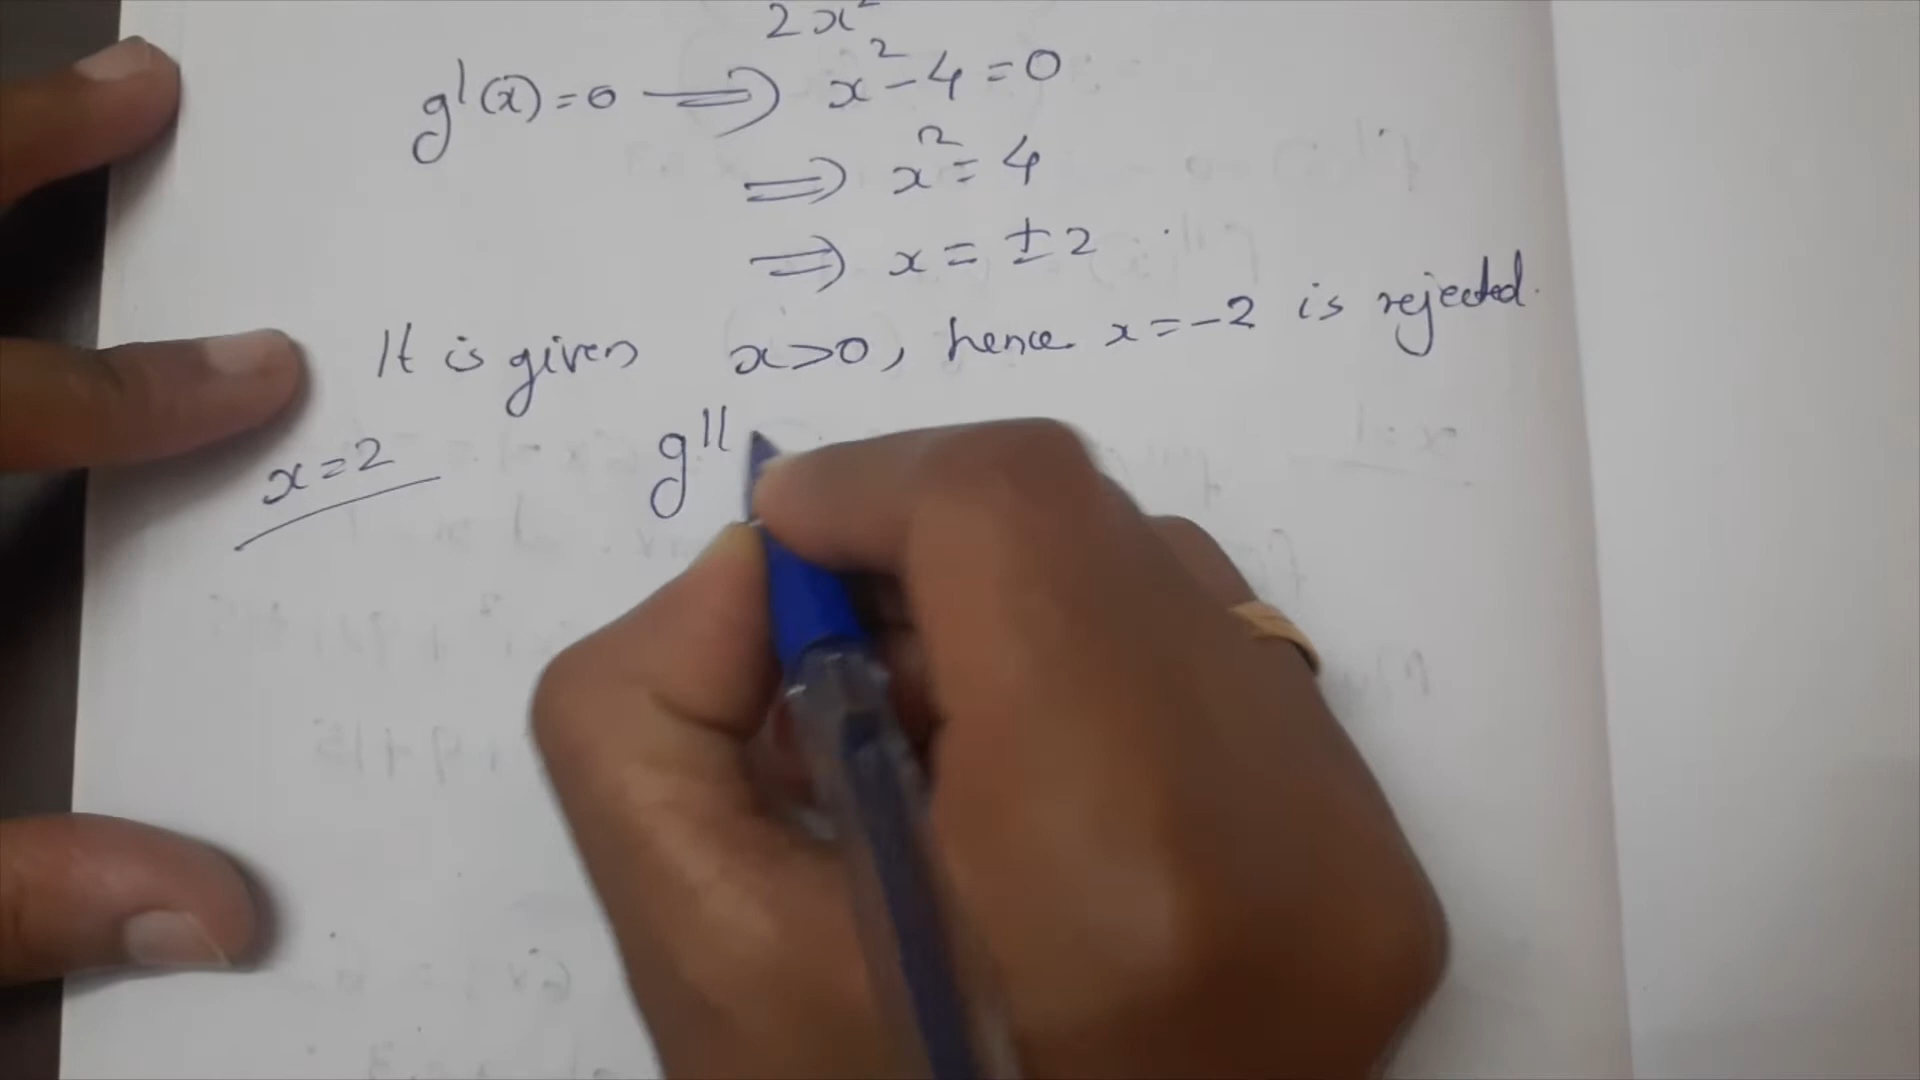 2x²
g'(x)=0 ⟹ x²-4=0
⟹ x²=4
⟹ x=±2
It is given x>0, hence x=-2 is rejected.
x=2 g''